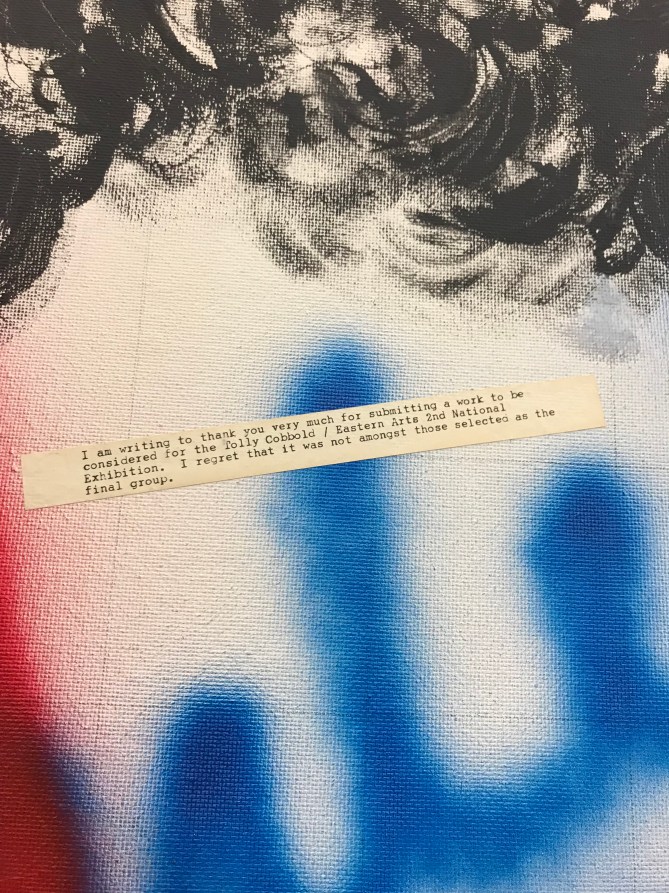 I am writing to thank you very much for submitting a work to be
considered for the Tolly Cobbold / Eastern Arts 2nd National
Exhibition.  I regret that it was not amongst those selected as the
final group.